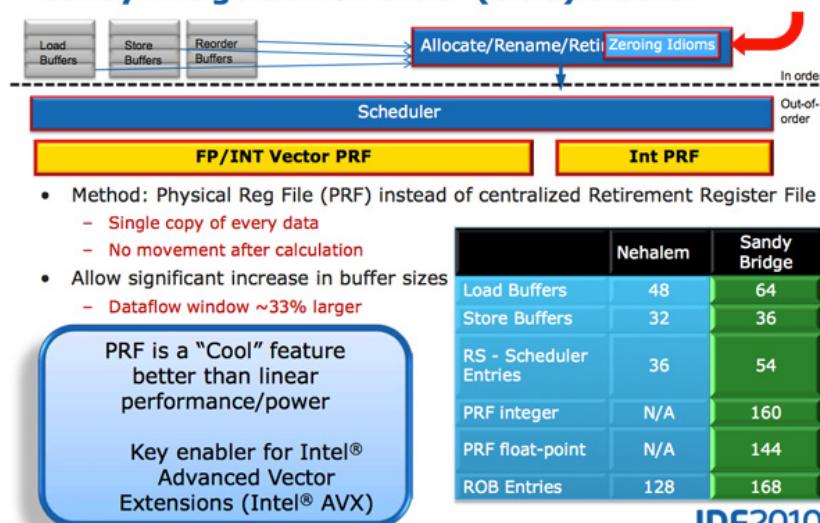 Load
Buffers
Store
Buffers
Reorder
Buffers
Zeroing Idioms
In order
Out-of-
order
Scheduler
FP/INT Vector PRF
Int PRF
• Method: Physical Reg File (PRF) instead of centralized Retirement Register File
– Single copy of every data
– No movement after calculation
• Allow significant increase in buffer sizes
– Dataflow window ~33% larger
PRF is a “Cool” feature
better than linear
performance/power
Key enabler for Intel®
Advanced Vector
Extensions (Intel® AVX)
Nehalem
Sandy
Bridge
Load Buffers 48 64
Store Buffers 32 36
RS - Scheduler
Entries 36 54
PRF integer N/A 160
PRF float-point N/A 144
ROB Entries 128 168
IDF2010